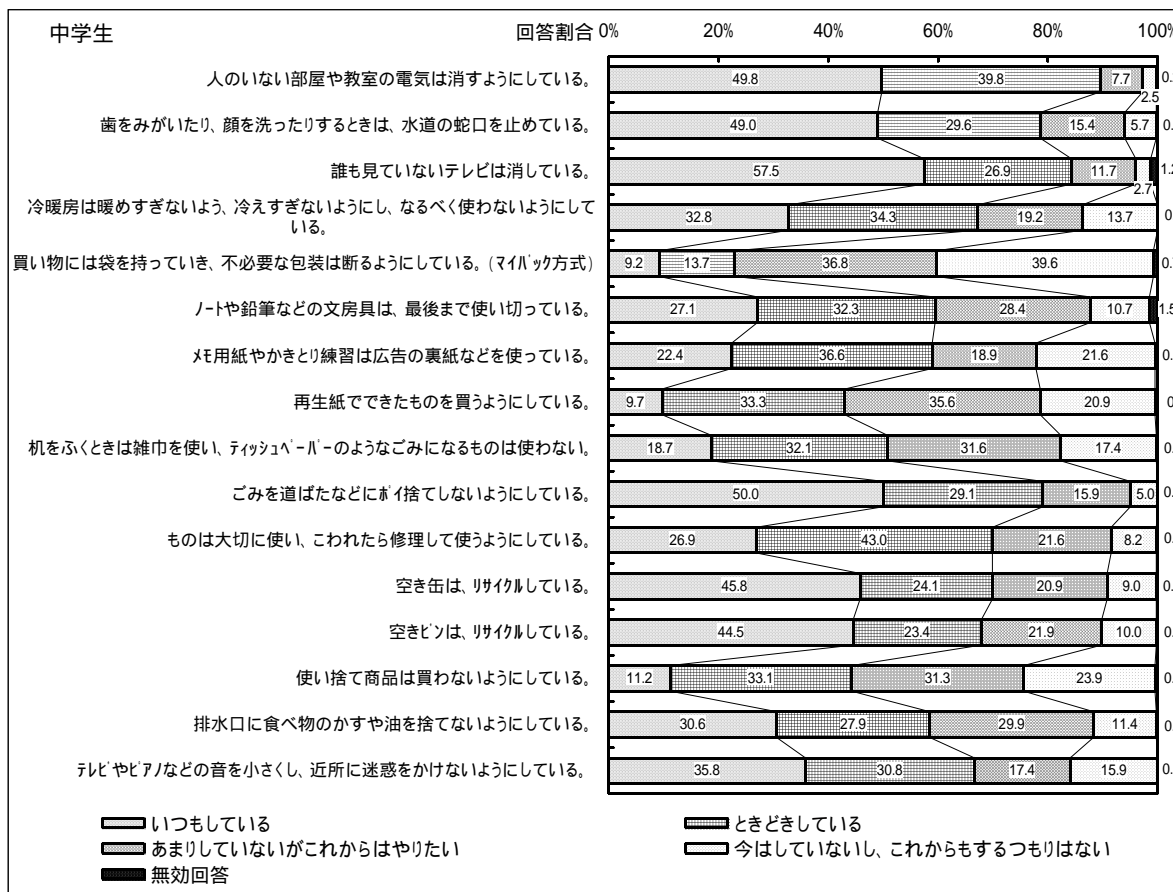 中学生
回答割合 0% 20% 40% 60% 80% 100%
人のいない部屋や教室の電気は消すようにしている。 49.8 39.8 7.7 2.5
歯をみがいたり、顔を洗ったりするときは、水道の蛇口を止めている。 49.0 29.6 15.4 5.7
誰も見ていないテレビは消している。 57.5 26.9 11.7 2.7 1.2
冷暖房は暖めすぎないよう、冷えすぎないようにし、なるべく使わないようにして
いる。 32.8 34.3 19.2 13.7
買い物には袋を持っていき、不必要な包装は断るようにしている。(マイバック方式) 9.2 13.7 36.8 39.6
ノートや鉛筆などの文房具は、最後まで使い切っている。 27.1 32.3 28.4 10.7 1.5
メモ用紙やかきとり練習は広告の裏紙などを使っている。 22.4 36.6 18.9 21.6
再生紙でできたものを買うようにしている。 9.7 33.3 35.6 20.9
机をふくときは雑巾を使い、ティッシュペーパーのようなごみになるものは使わない。 18.7 32.1 31.6 17.4
ごみを道ばたなどにポイ捨てしないようにしている。 50.0 29.1 15.9 5.0
ものは大切に使い、こわれたら修理して使うようにしている。 26.9 43.0 21.6 8.2
空き缶は、リサイクルしている。 45.8 24.1 20.9 9.0
空きビンは、リサイクルしている。 44.5 23.4 21.9 10.0
使い捨て商品は買わないようにしている。 11.2 33.1 31.3 23.9
排水口に食べ物のかすや油を捨てないようにしている。 30.6 27.9 29.9 11.4
テレビやピアノなどの音を小さくし、近所に迷惑をかけないようにしている。 35.8 30.8 17.4 15.9
いつもしている ときどきしている
あまりしていないがこれからはやりたい 今はしていないし、これからもするつもりはない
無効回答